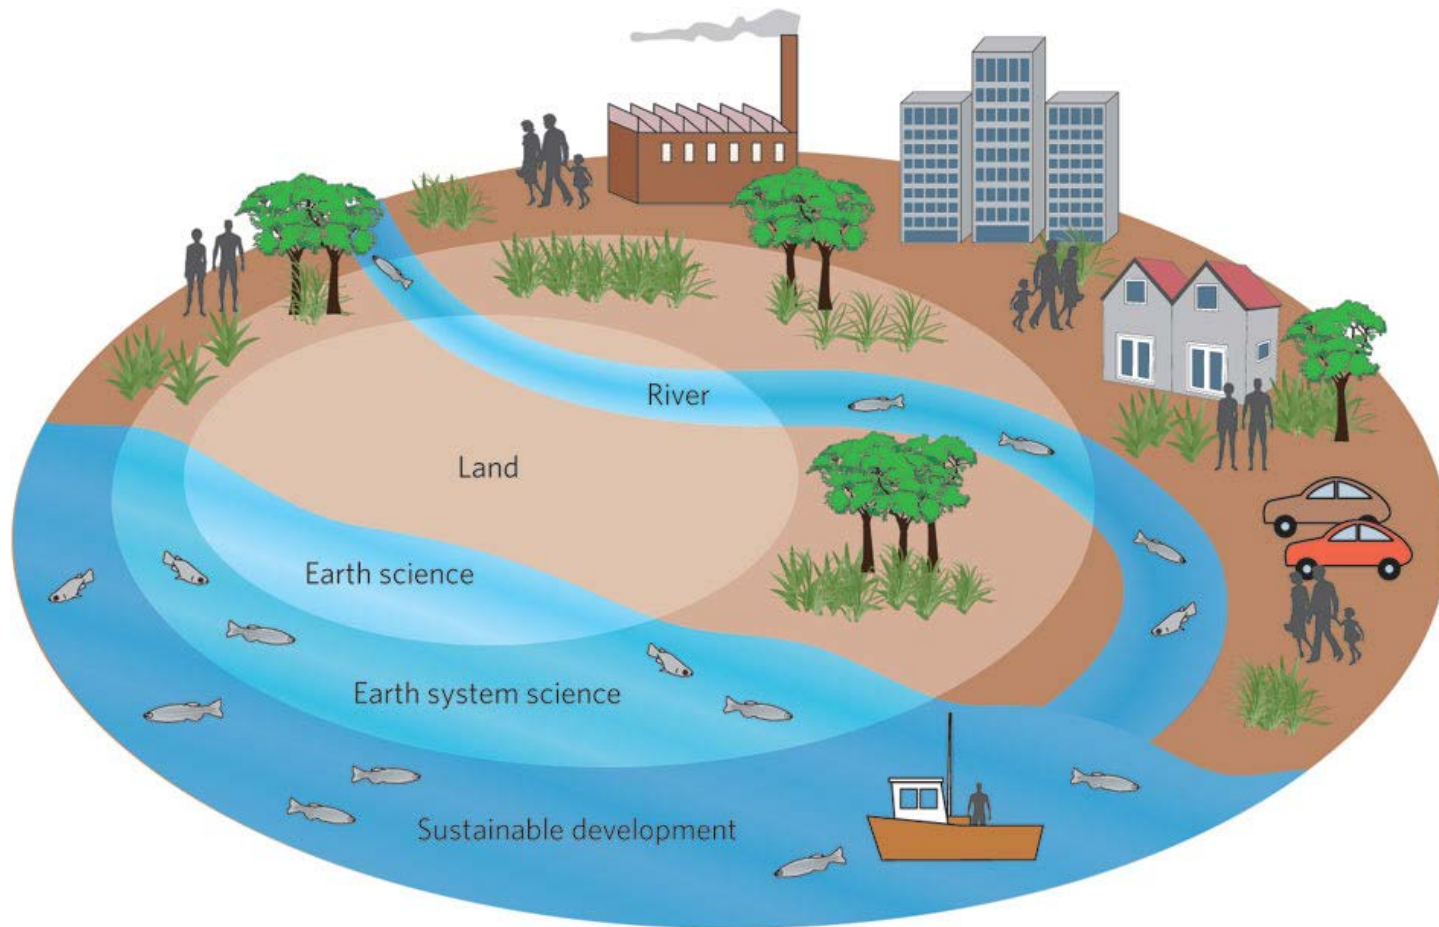 River
Land
Earth science
Earth system science
Sustainable development